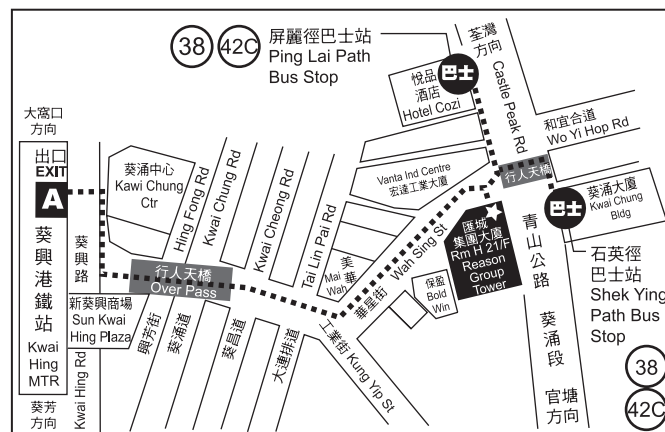 38
42C
屏麗徑巴士站
Ping Lai Path
Bus Stop
荃灣
方向
巴士
Castle Peak Rd
悅品
酒店
Hotel Cozi
和宜合道
Wo Yi Hop Rd
大窩口
方向
出口
EXIT
A
葵興港鐵站
Kwai
Hing
MTR
葵芳
方向
葵興路
Kwai Hing Rd
葵涌中心
Kawi Chung
Ctr
新葵興商場
Sun Kwai
Hing Plaza
Hing Fong Rd
興芳街
Kwai Chung Rd
葵涌道
行人天橋
Over Pass
Kwai Cheong Rd
葵昌道
Tai Lin Pai Rd
大連排道
Vanta Ind Centre
宏達工業大廈
美華
Mai
Wah
華星街
Wah Sing St
工業街 Kung Yip St
保盈
Bold
Win
匯城
集團大廈
Rm H 21/F
Reason
Group
Tower
行人天橋
巴士
葵涌大廈
Kwai Chung
Bldg
石英徑
巴士站
Shek Ying
Path Bus
Stop
38
42C
青山公路
葵涌段
官塘
方向